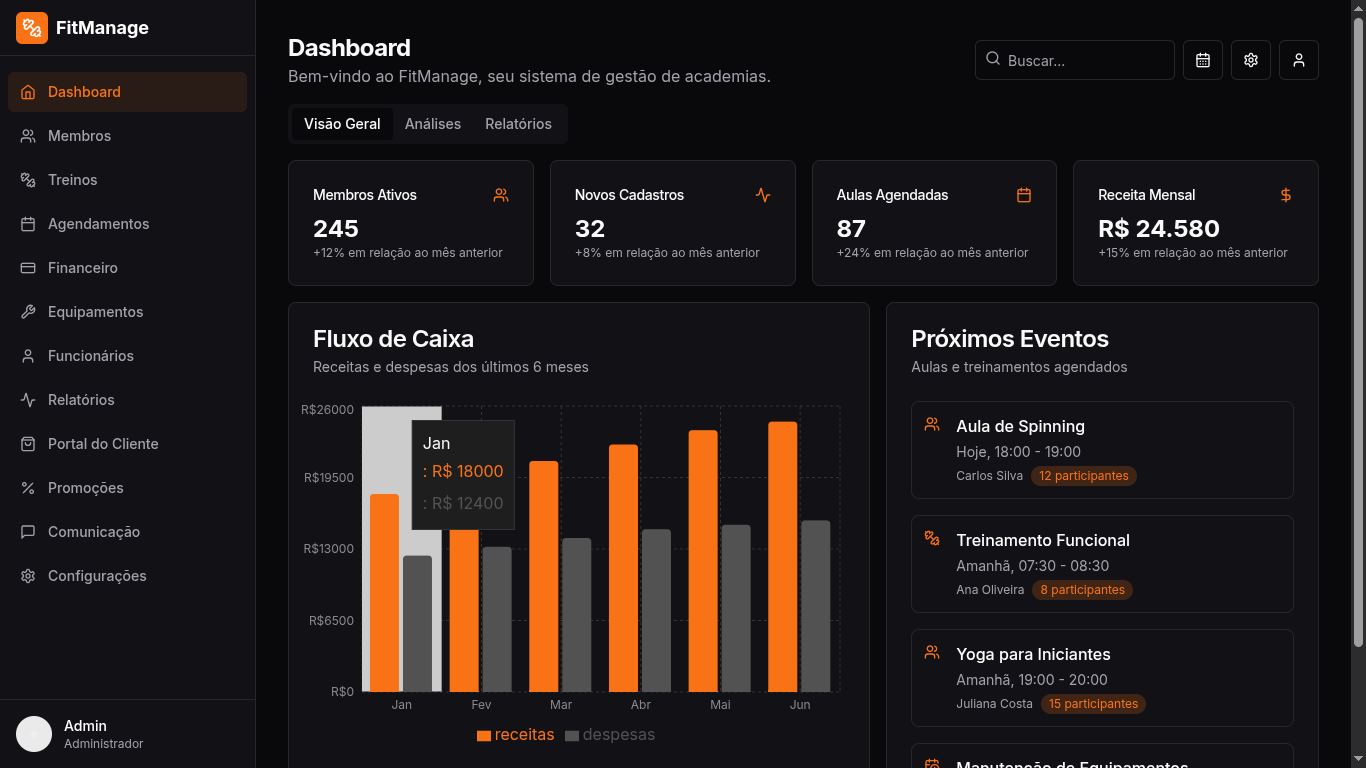 FitManage
Dashboard
Membros
Treinos
Agendamentos
Financeiro
Equipamentos
Funcionários
Relatórios
Portal do Cliente
Promoções
Comunicação
Configurações
Admin
Administrador
Dashboard
Bem-vindo ao FitManage, seu sistema de gestão de academias.
Buscar...
Visão Geral Análises Relatórios
Membros Ativos
245
+12% em relação ao mês anterior
Novos Cadastros
32
+8% em relação ao mês anterior
Aulas Agendadas
87
+24% em relação ao mês anterior
Receita Mensal
R$ 24.580
+15% em relação ao mês anterior
Fluxo de Caixa
Receitas e despesas dos últimos 6 meses
R$26000
R$19500
R$13000
R$6500
R$0
Jan
: R$ 18000
: R$ 12400
Jan Fev Mar Abr Mai Jun
receitas despesas
Próximos Eventos
Aulas e treinamentos agendados
Aula de Spinning
Hoje, 18:00 - 19:00
Carlos Silva 12 participantes
Treinamento Funcional
Amanhã, 07:30 - 08:30
Ana Oliveira 8 participantes
Yoga para Iniciantes
Amanhã, 19:00 - 20:00
Juliana Costa 15 participantes
Manutenção de Equipamentos